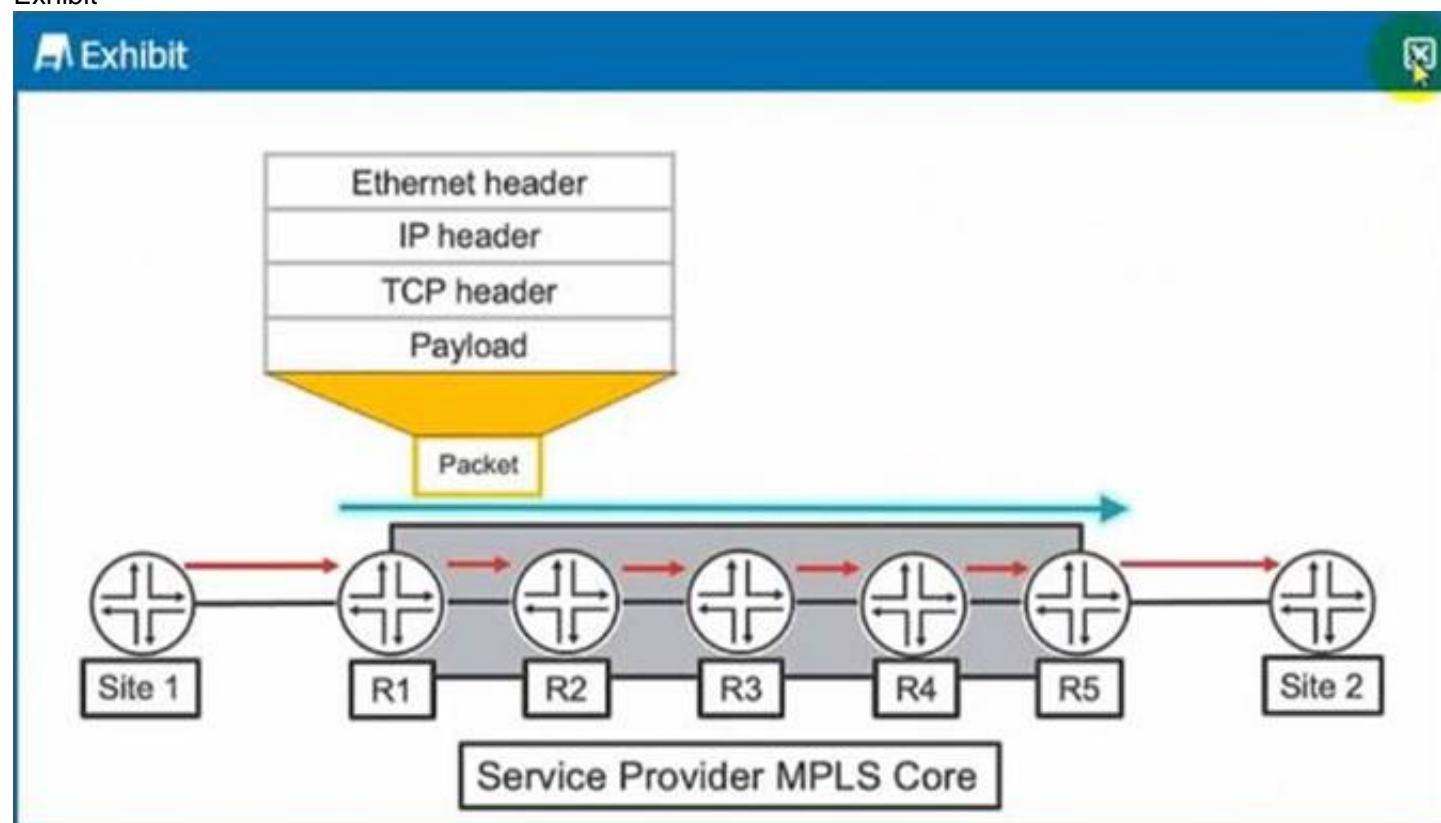 Exhibit
Exhibit
Ethernet header
IP header
TCP header
Payload
Packet
Site 1
R1
R2
R3
R4
R5
Site 2
Service Provider MPLS Core